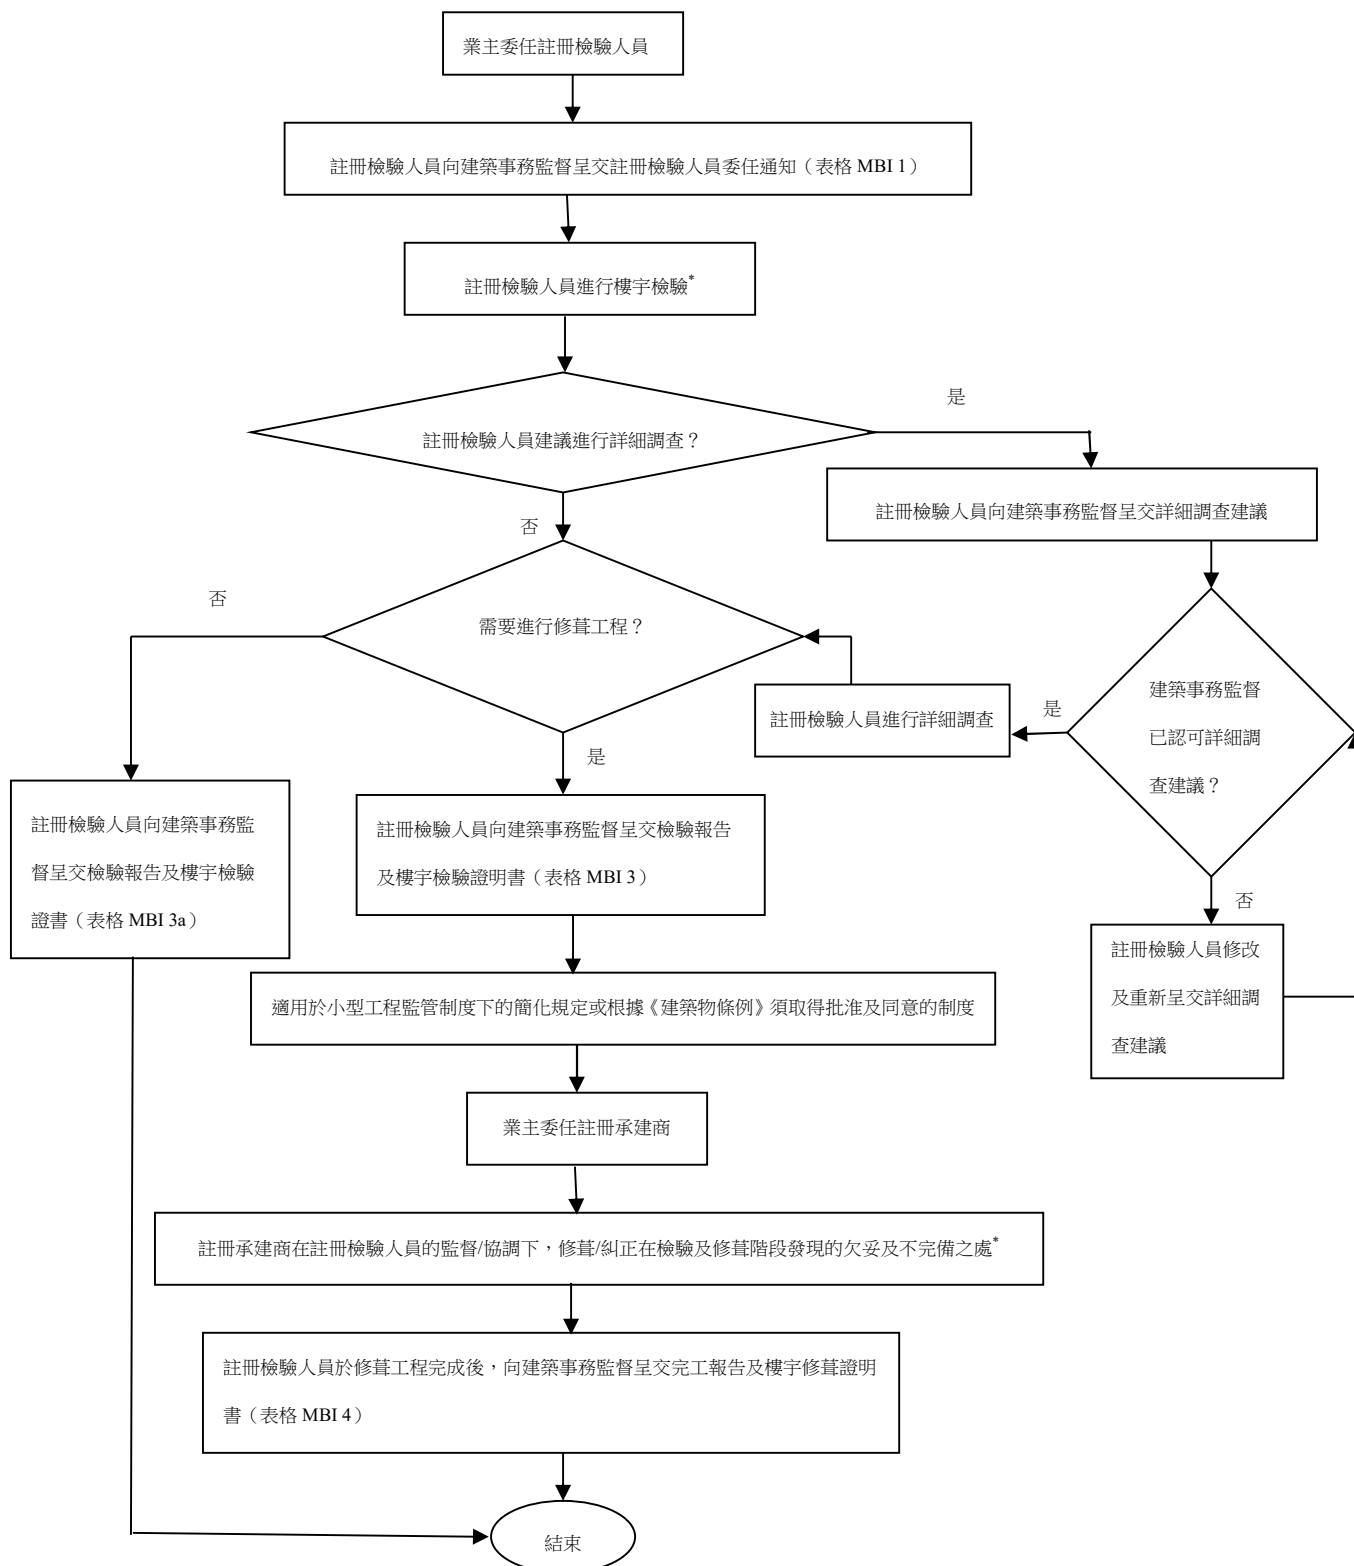 業主委任註冊檢驗人員
註冊檢驗人員向建築事務監督呈交註冊檢驗人員委任通知（表格 MBI 1）
註冊檢驗人員進行樓宇檢驗*
是
註冊檢驗人員建議進行詳細調查？
註冊檢驗人員向建築事務監督呈交詳細調查建議
否
否
需要進行修葺工程？
建築事務監督
已認可詳細調
查建議？
是
註冊檢驗人員進行詳細調查
是
註冊檢驗人員向建築事務監
督呈交檢驗報告及樓宇檢驗
證書（表格 MBI 3a）
註冊檢驗人員向建築事務監督呈交檢驗報告
及樓宇檢驗證明書（表格 MBI 3）
否
註冊檢驗人員修改
及重新呈交詳細調
查建議
適用於小型工程監管制度下的簡化規定或根據《建築物條例》須取得批准及同意的制度
業主委任註冊承建商
註冊承建商在註冊檢驗人員的監督/協調下，修葺/糾正在檢驗及修葺階段發現的欠妥及不完備之處*
註冊檢驗人員於修葺工程完成後，向建築事務監督呈交完工報告及樓宇修葺證明
書（表格 MBI 4）
結束